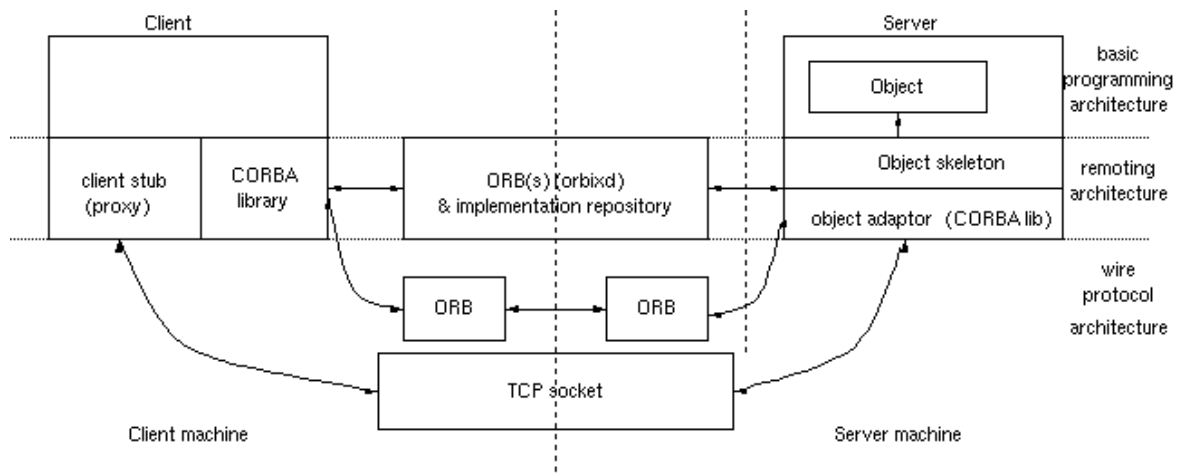 Client
Server
basic
programming
architecture
Object
client stub
(proxy)
CORBA
library
ORB(s) (orbixd)
& implementation repository
Object skeleton
object adaptor (CORBA lib)
remoting
architecture
ORB
ORB
wire
protocol
architecture
TCP socket
Client machine
Server machine